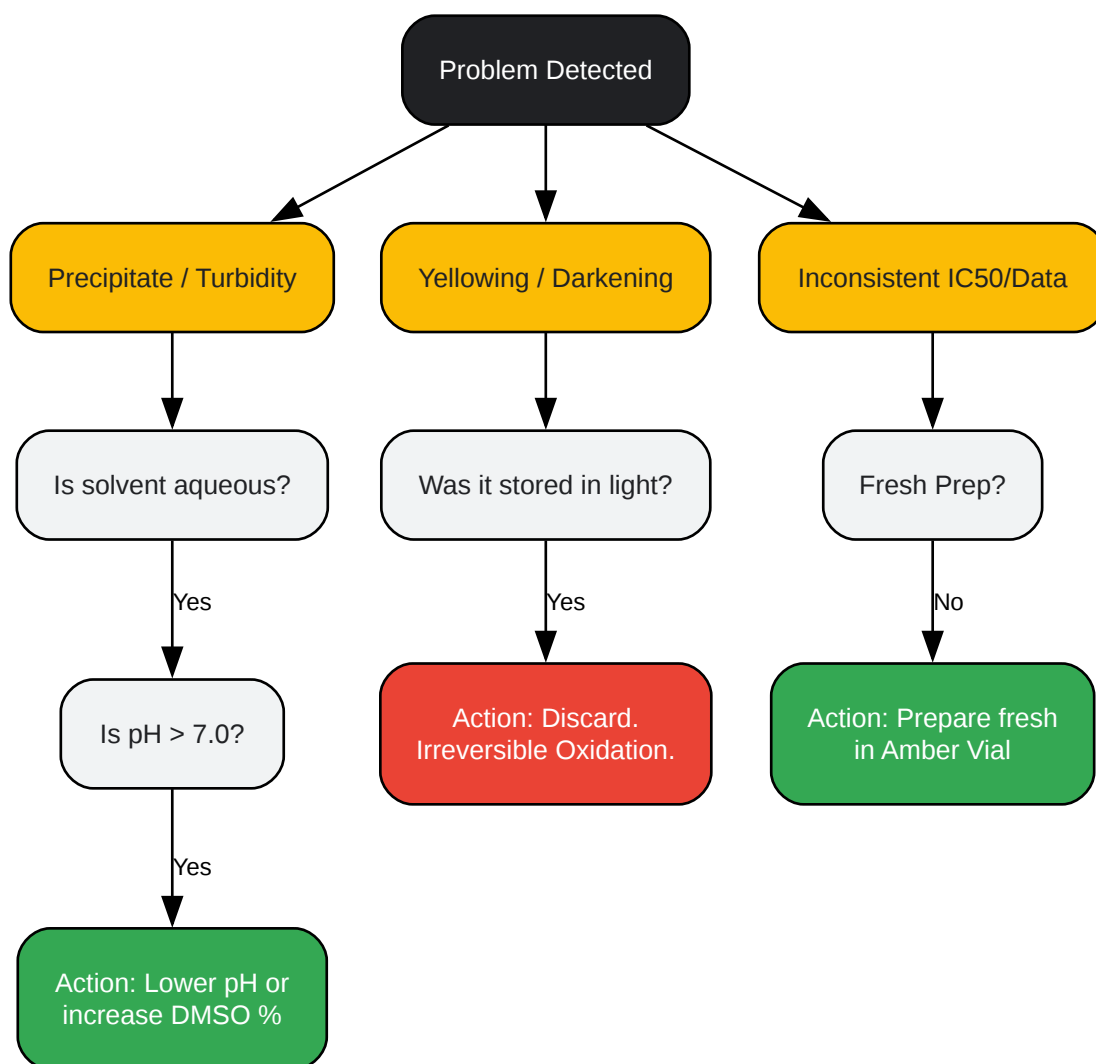 Problem Detected
Precipitate / Turbidity
Yellowing / Darkening
Inconsistent IC50/Data
Is solvent aqueous?
Was it stored in light?
Fresh Prep?
Yes
Yes
No
Is pH > 7.0?
Action: Discard.
Irreversible Oxidation.
Action: Prepare fresh
in Amber Vial
Yes
Action: Lower pH or
increase DMSO %